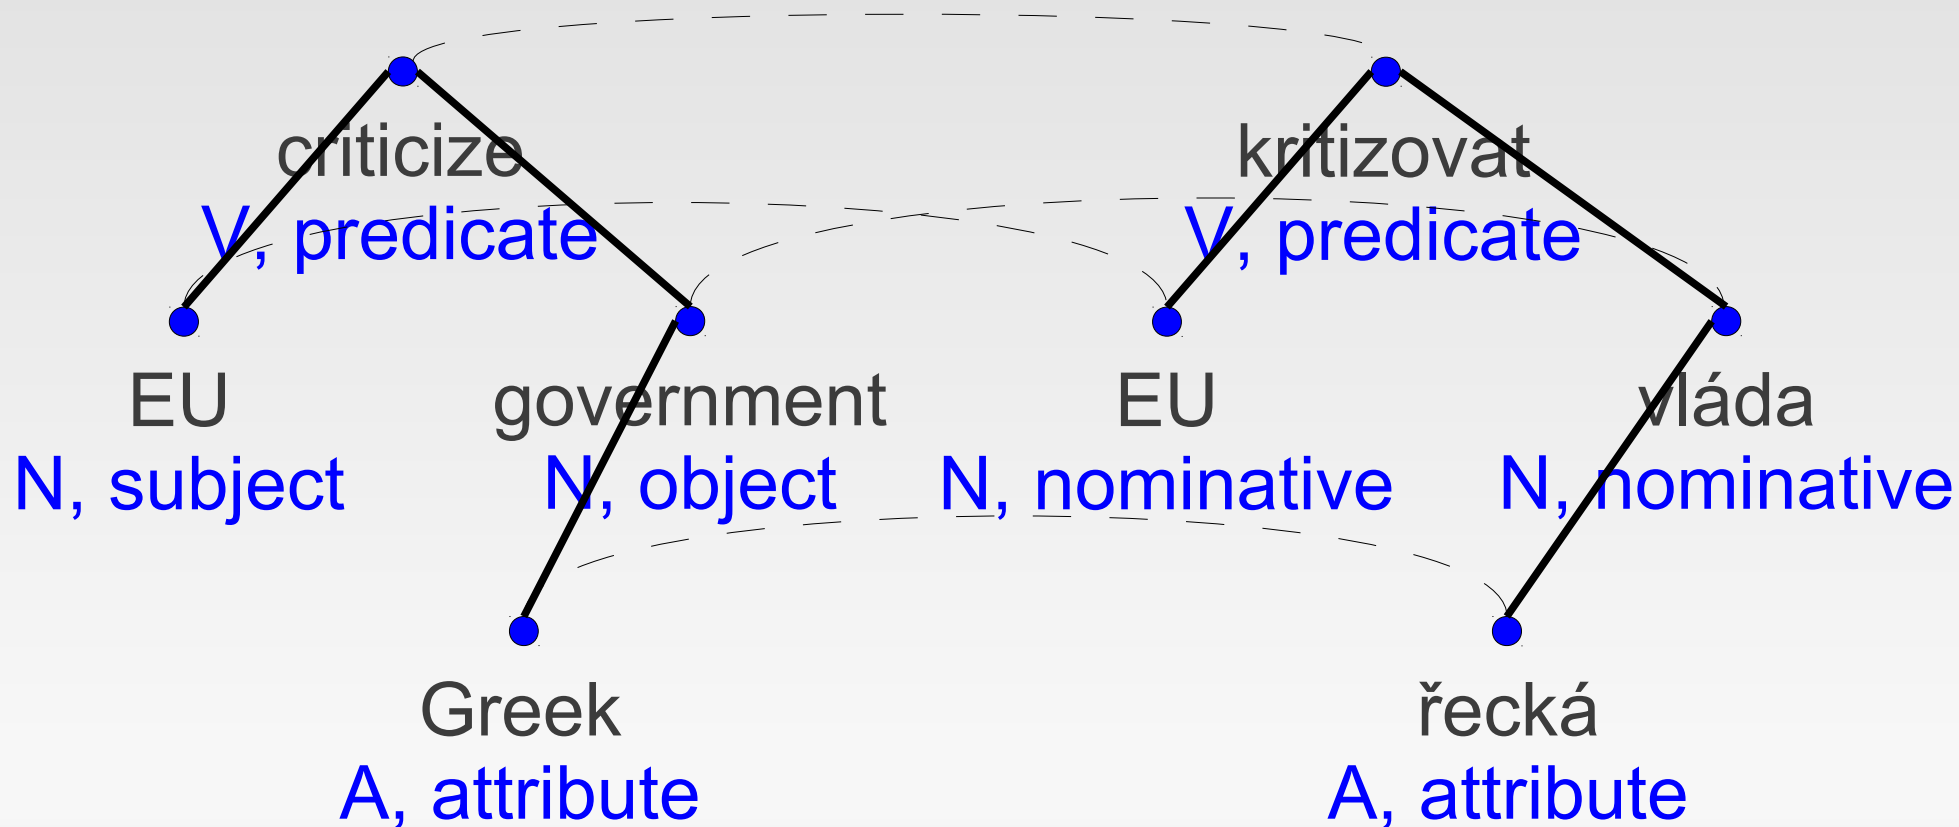 criticize
V, predicate
kritizovat
V, predicate
EU
N, subject
government
N, object
EU
N, nominative
vláda
N, nominative
Greek
A, attribute
řecká
A, attribute